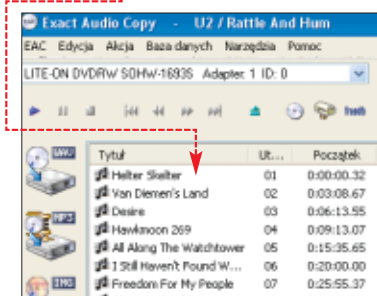 Exact Audio Copy - U2 / Rattle And Hum
EAC Edycja Akcja Baza danych Narzędzia Pomoc
LITE-ON DVDRW SOHW-1693S Adapter: 1 ID: 0
freedb
WAV
Tytuł Ut... Początek
Helter Skelter 01 0:00:00.32
Van Diemen's Land 02 0:03:08.67
MP3
Desire 03 0:06:13.55
Hawkmoon 269 04 0:09:13.07
All Along The Watchtower 05 0:15:35.65
I Still Haven't Found W... 06 0:20:00.00
IMG
Freedom For My People 07 0:25:55.37